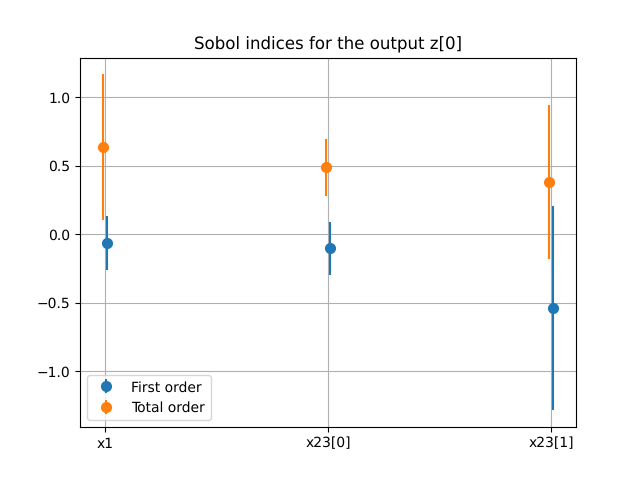 Sobol indices for the output z[0]
1.0
0.5
0.0
−0.5
−1.0
First order
Total order
x1
x23[0]
x23[1]